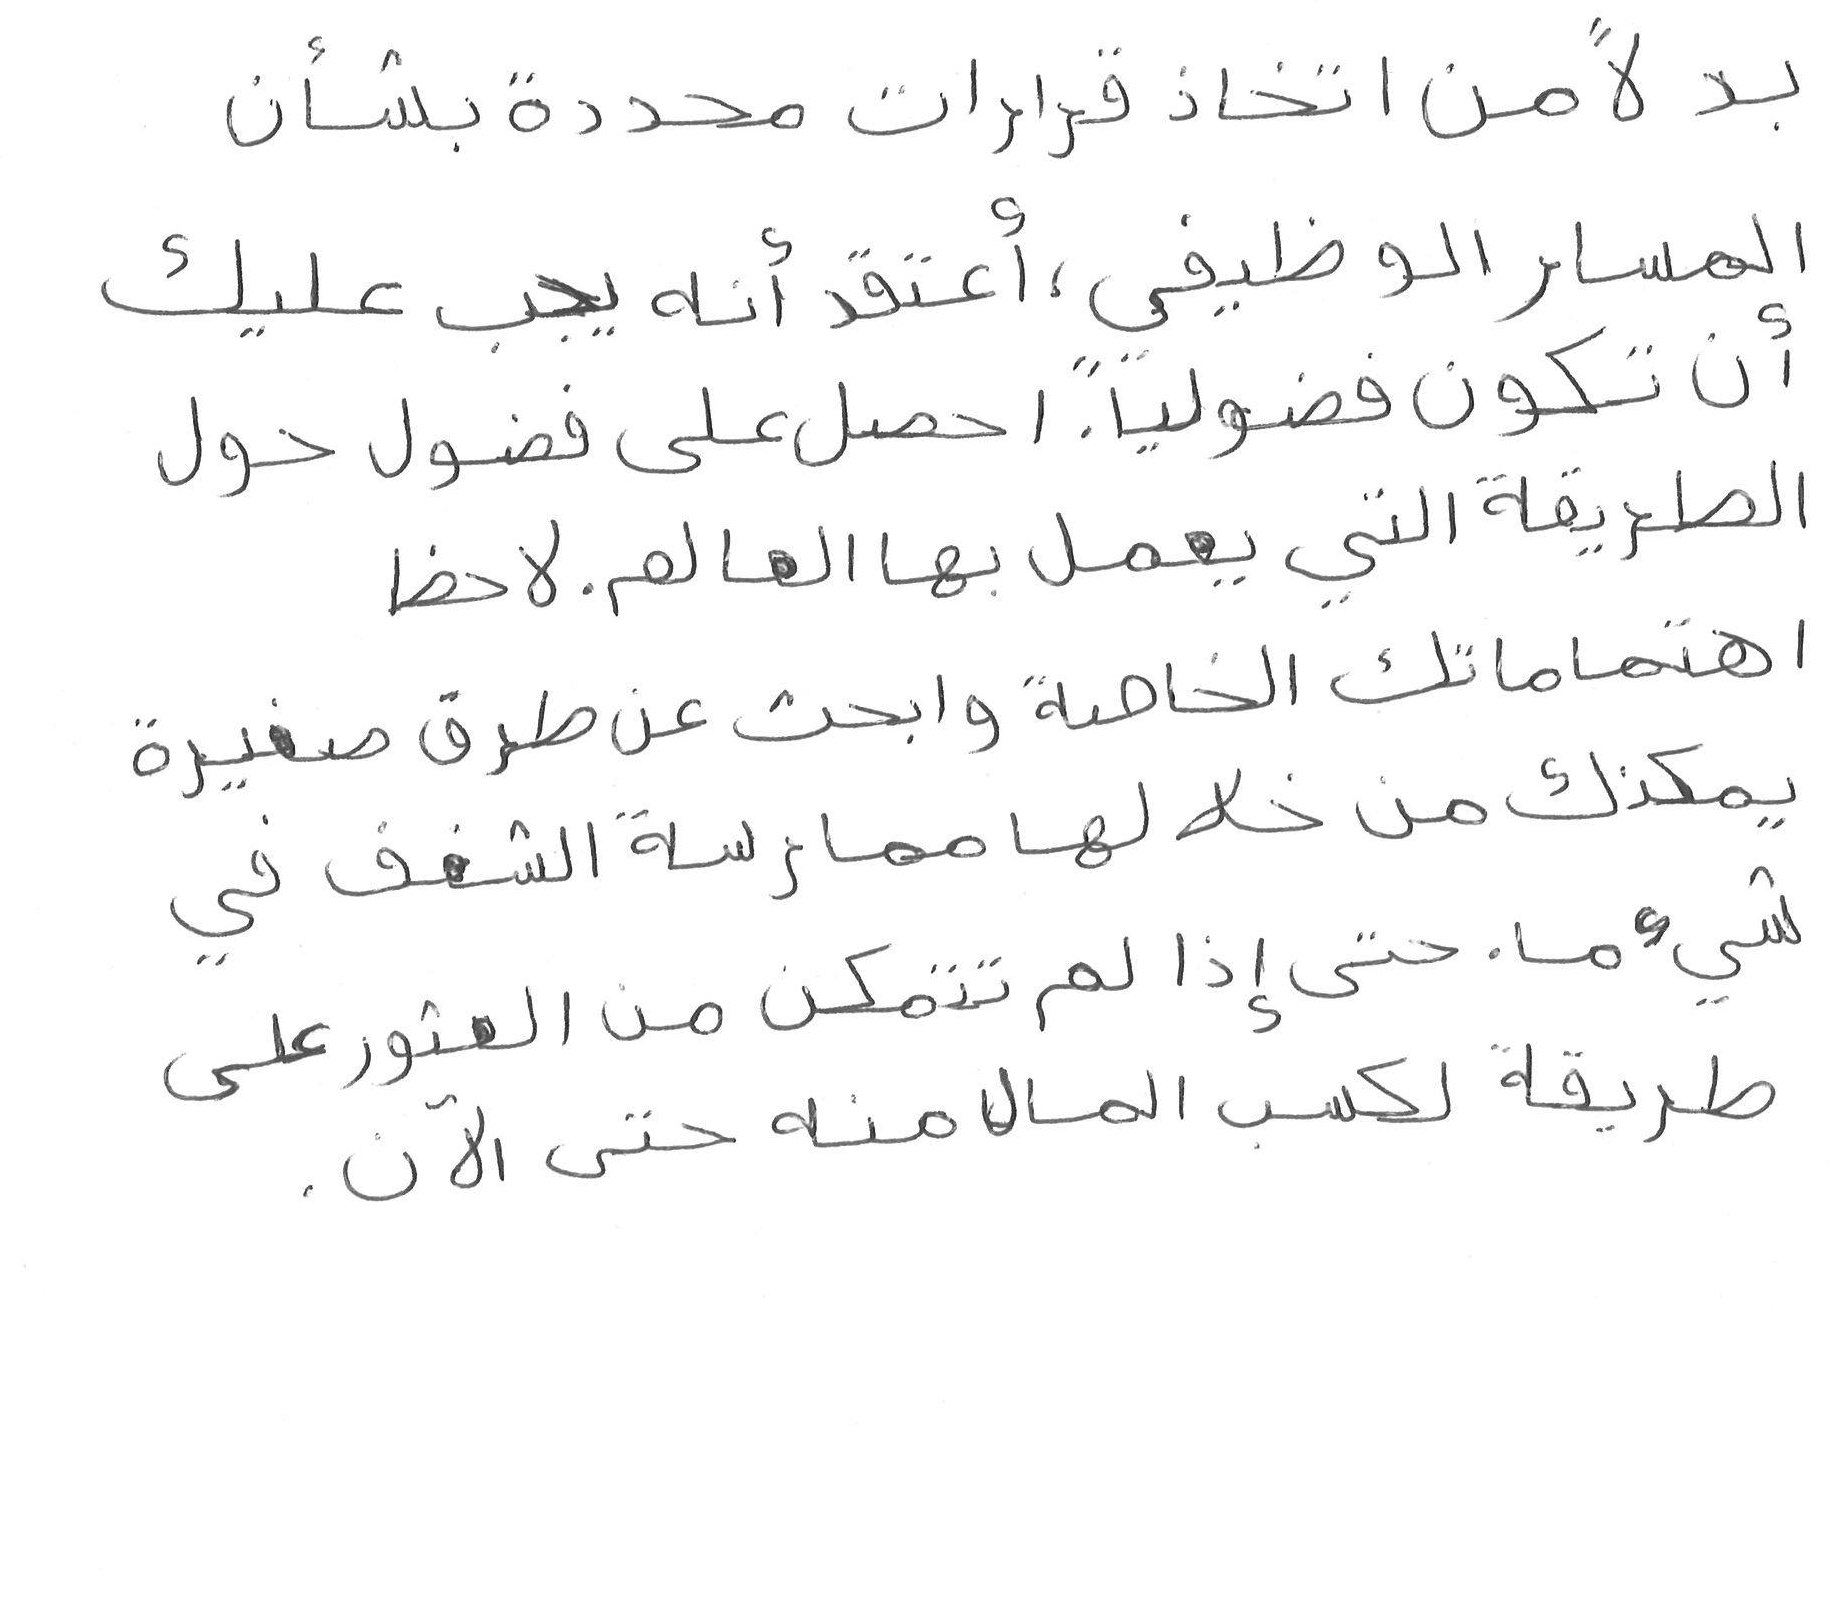 بدلاً من اتخاذ قرارات محددة بشأن
المسار الوظيفي، أعتقد أنه يجب عليك
أن تكون فضولياً. احصل على فضول حول
الطريقة التي يعمل بها العالم. لاحظ
اهتماماتك الخاصة وابحث عن طرق صغيرة
يمكنك من خلالها ممارسة الشغف في
شيء ما. حتى إذا لم تتمكن من العثور على
طريقة لكسب المال منه حتى الآن.